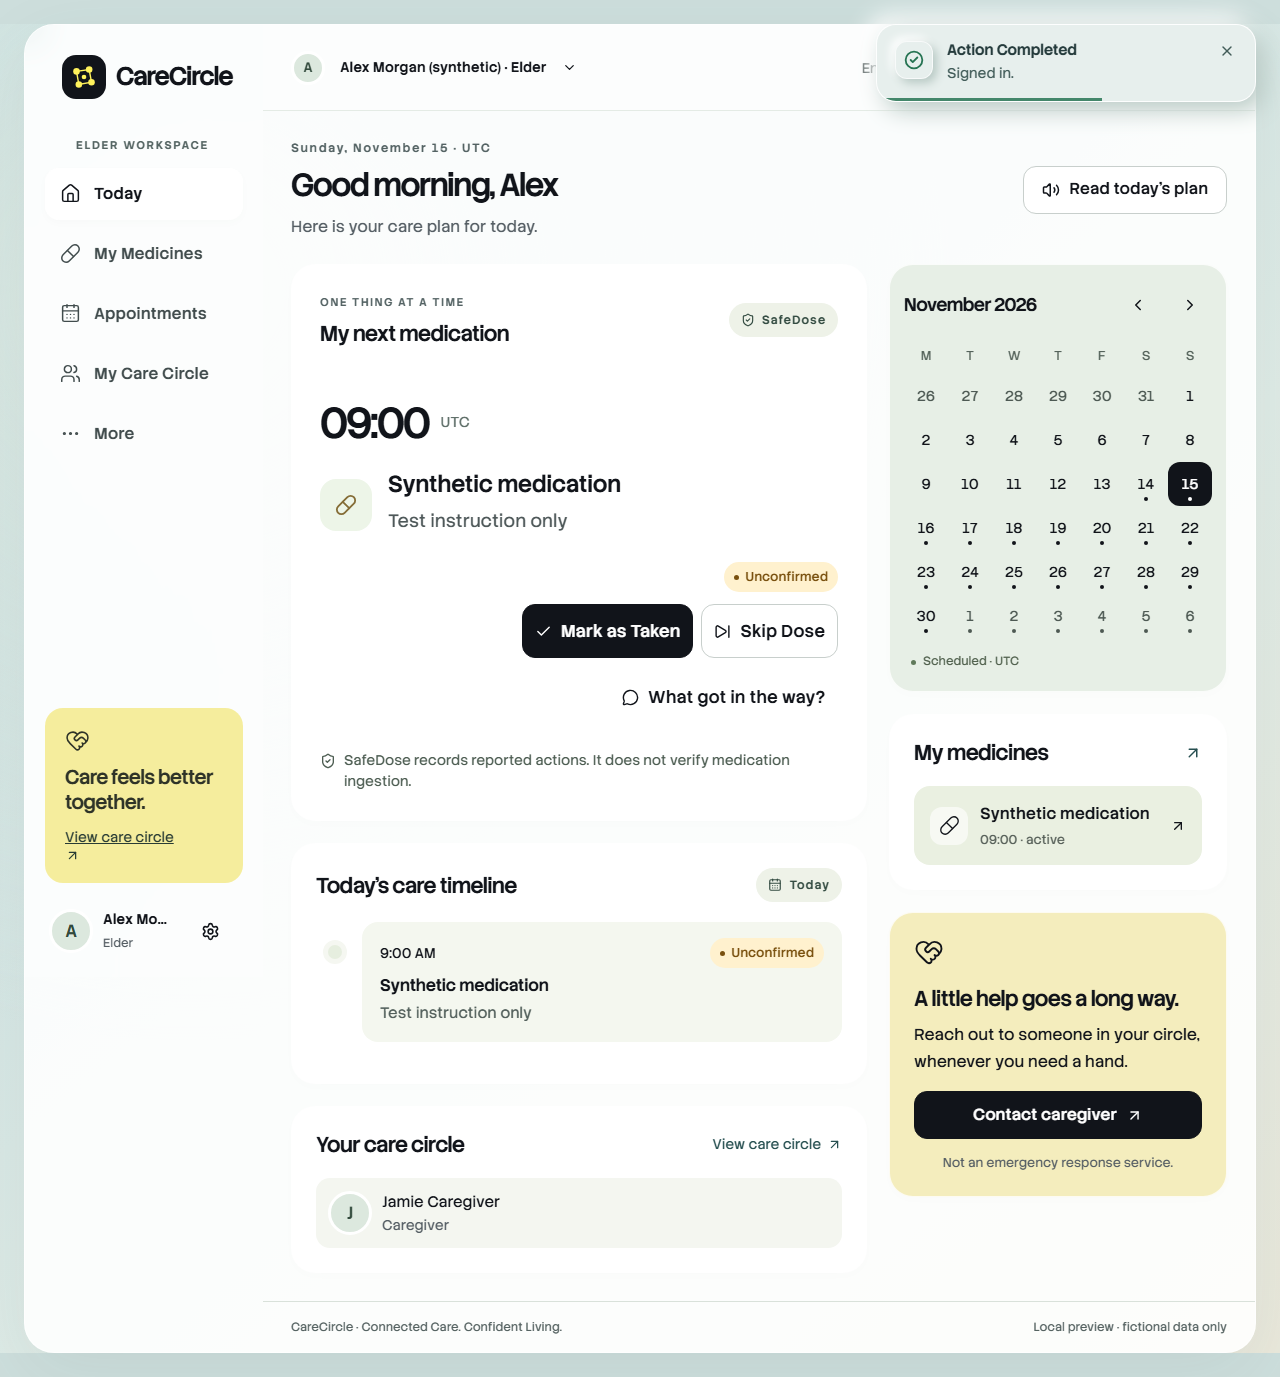 CareCircle
ELDER WORKSPACE
Today
My Medicines
Appointments
My Care Circle
More
Care feels better
together.
View care circle
A
Alex Mo...
Elder
A
Alex Morgan (synthetic) · Elder
Action Completed
Signed in.
Sunday, November 15 · UTC
Good morning, Alex
Here is your care plan for today.
Read today's plan
ONE THING AT A TIME
My next medication
SafeDose
09:00 UTC
Synthetic medication
Test instruction only
Unconfirmed
Mark as Taken
Skip Dose
What got in the way?
SafeDose records reported actions. It does not verify medication
ingestion.
Today's care timeline
Today
9:00 AM
Unconfirmed
Synthetic medication
Test instruction only
Your care circle
View care circle
J
Jamie Caregiver
Caregiver
November 2026
M T W T F S S
26 27 28 29 30 31 1
2 3 4 5 6 7 8
9 10 11 12 13 14 15
16 17 18 19 20 21 22
23 24 25 26 27 28 29
30 1 2 3 4 5 6
Scheduled · UTC
My medicines
Synthetic medication
09:00 · active
A little help goes a long way.
Reach out to someone in your circle,
whenever you need a hand.
Contact caregiver
Not an emergency response service.
CareCircle · Connected Care. Confident Living.
Local preview · fictional data only